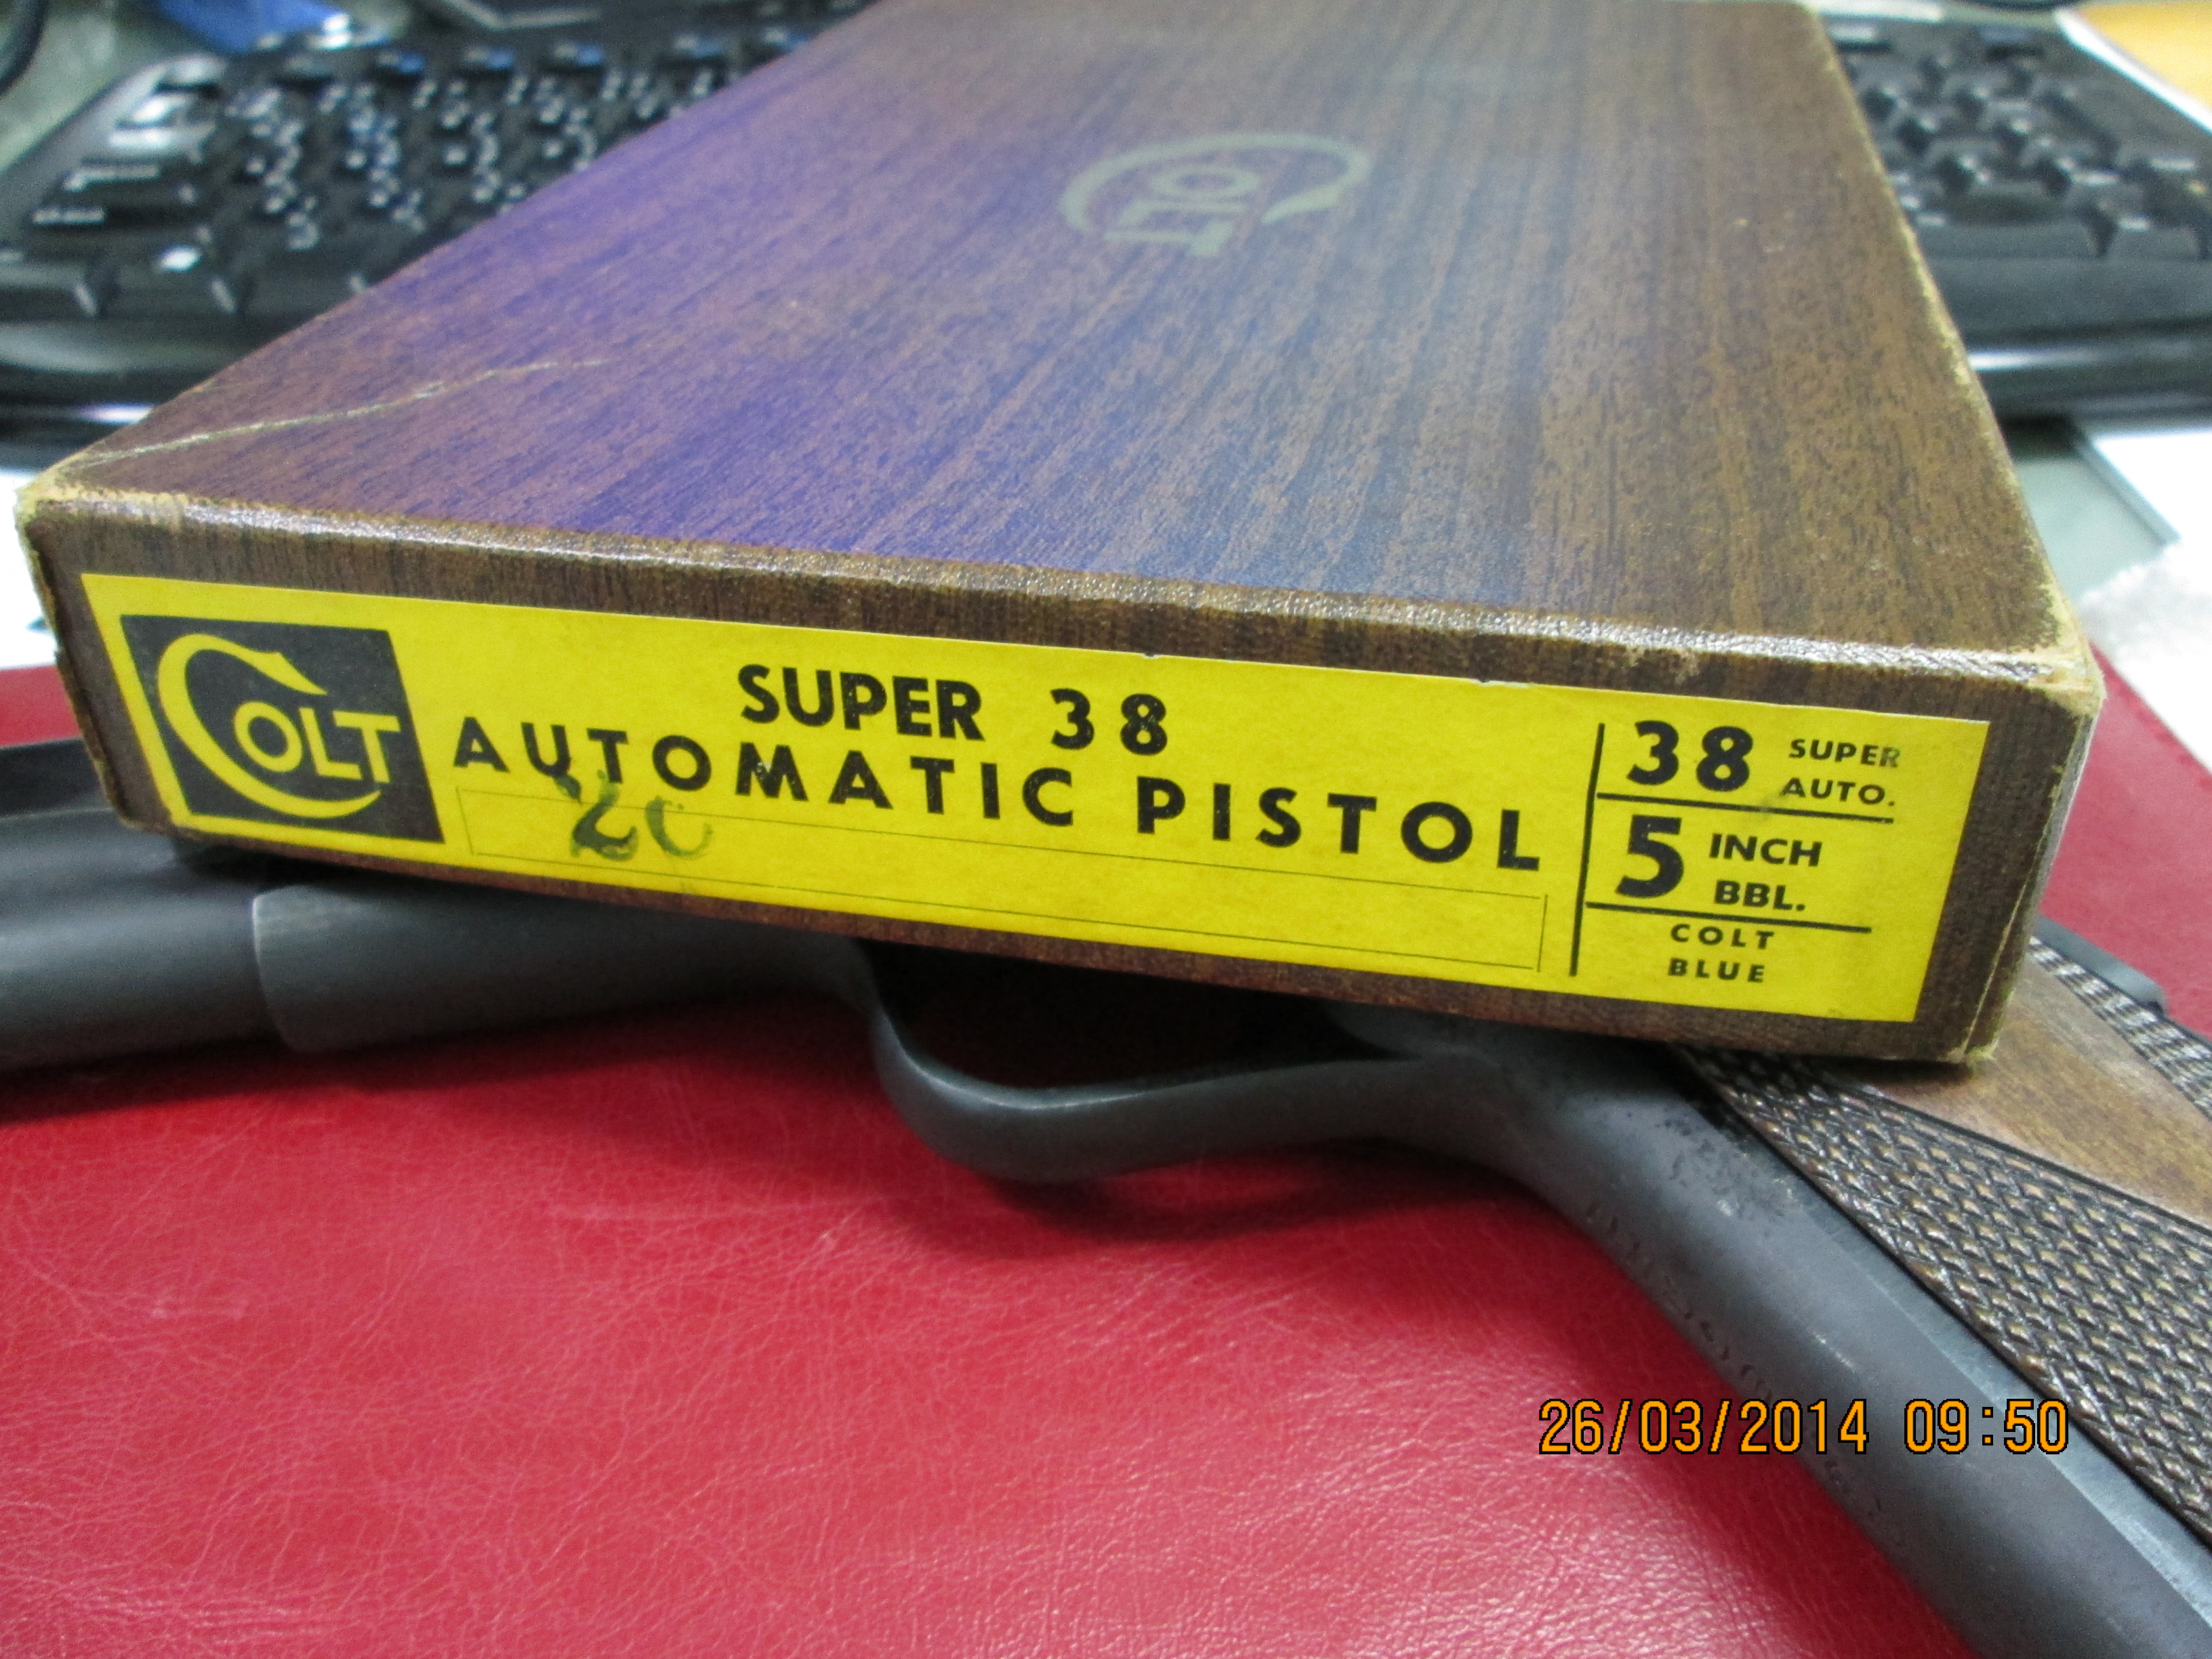 COLT
COLT
SUPER 38
AUTOMATIC PISTOL
38 SUPER AUTO.
5 INCH BBL.
COLT
BLUE
26/03/2014 09:50